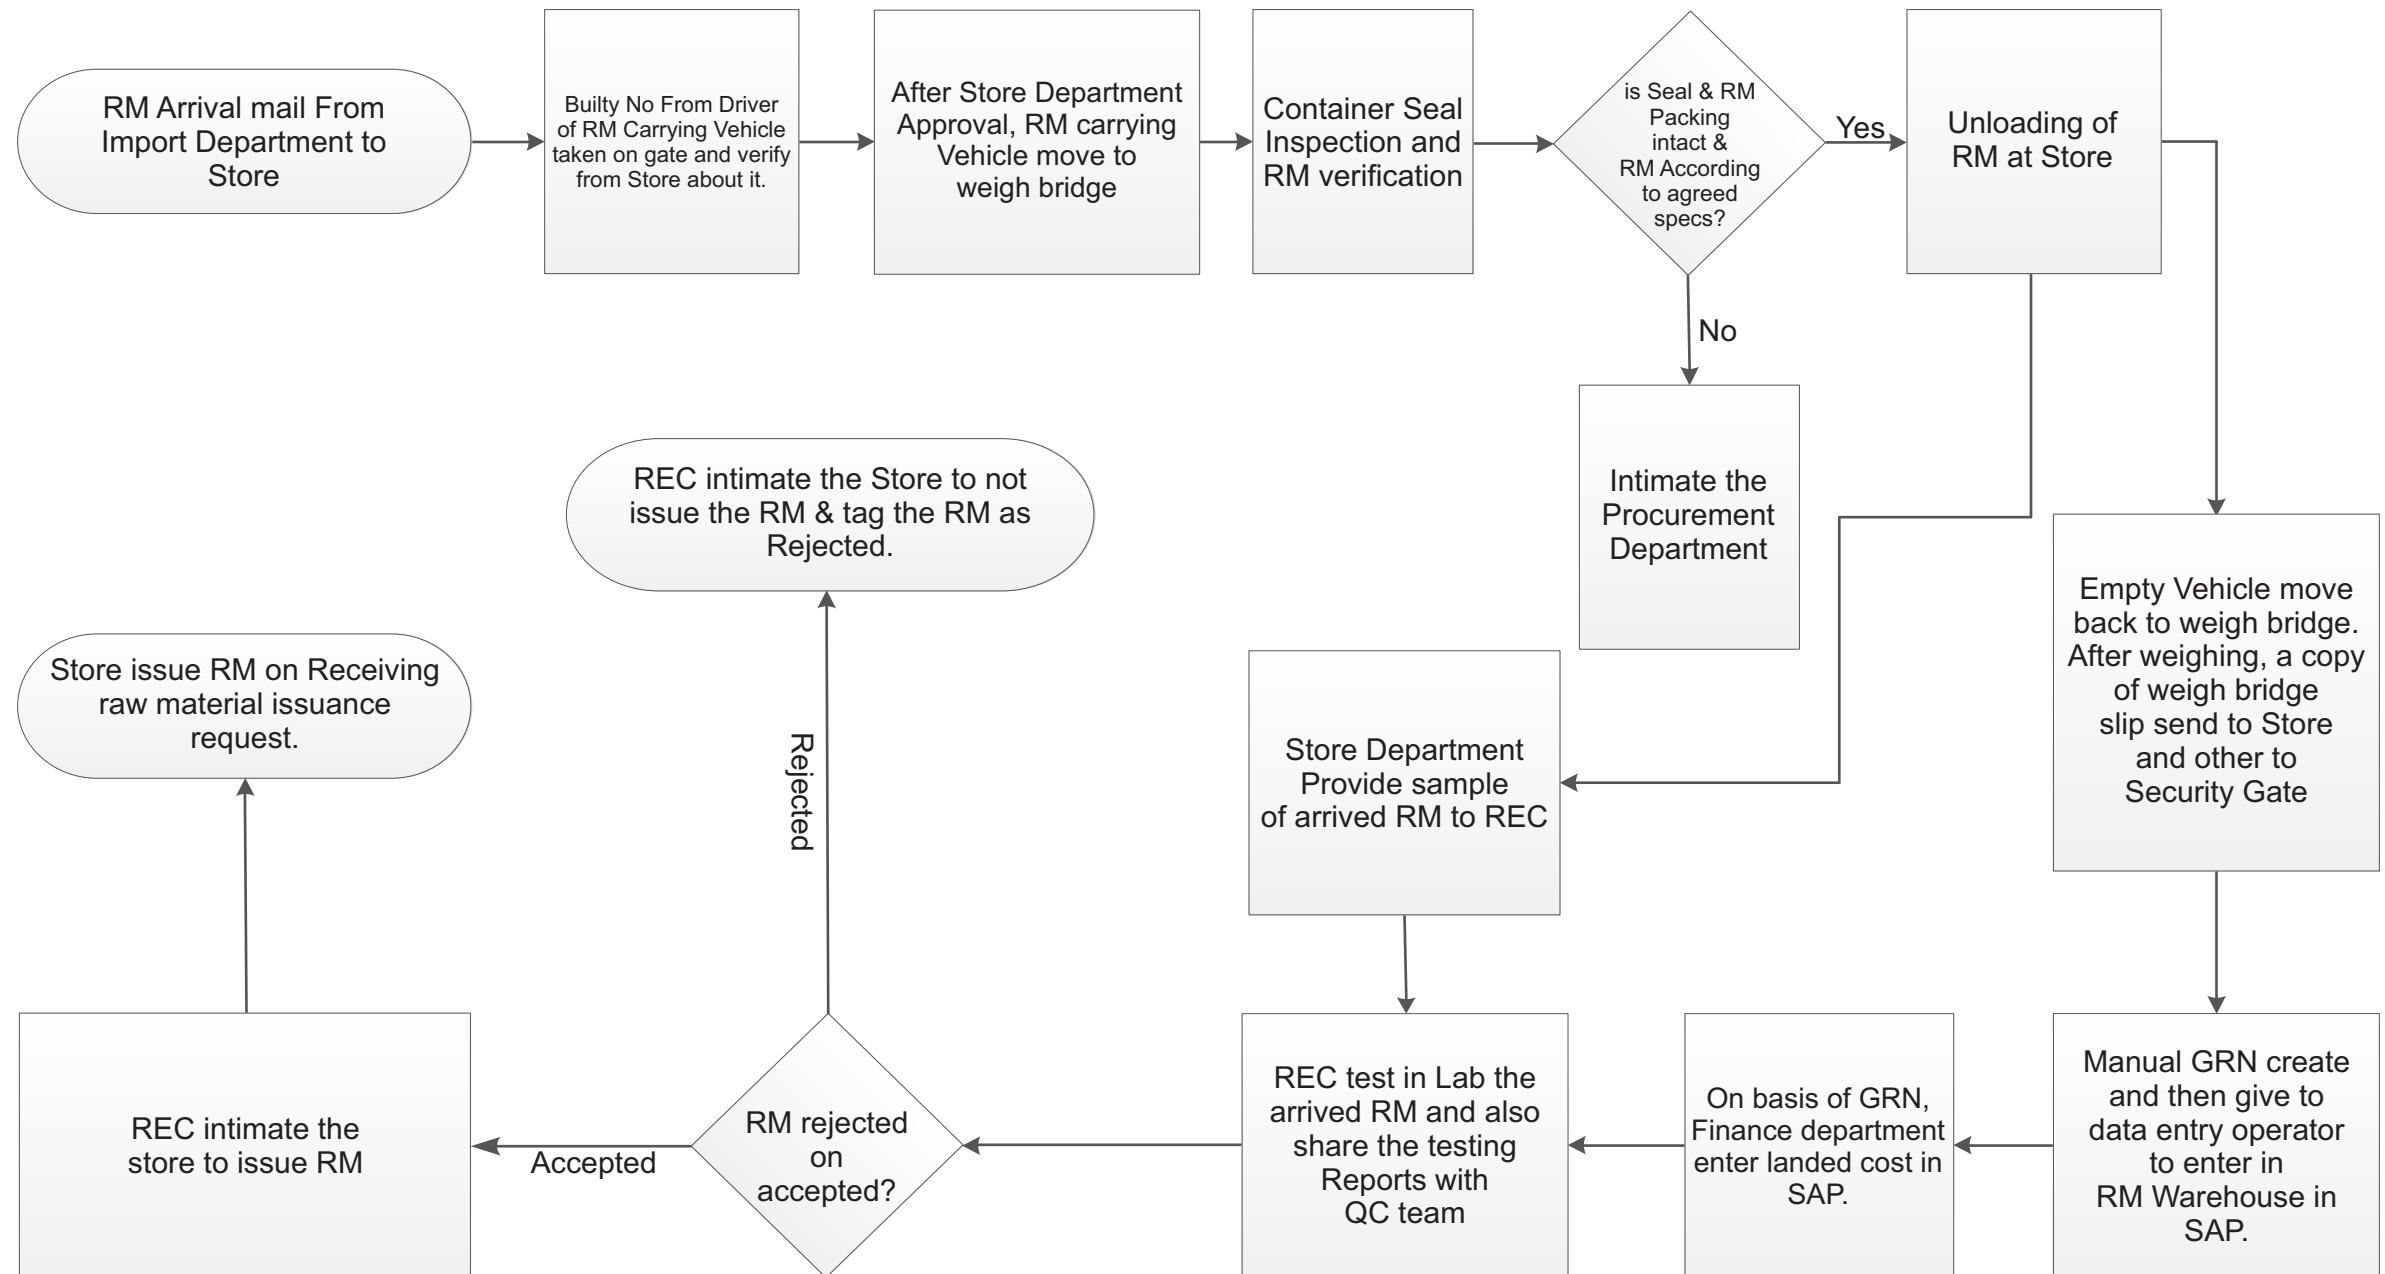 RM Arrival mail From
Import Department to
Store
Builty No From Driver
of RM Carrying Vehicle
taken on gate and verify
from Store about it.
After Store Department
Approval, RM carrying
Vehicle move to
weigh bridge
Container Seal
Inspection and
RM verification
is Seal & RM
Packing
intact &
RM According
to agreed
specs?
Yes
Unloading of
RM at Store
No
Intimate the
Procurement
Department
Empty Vehicle move
back to weigh bridge.
After weighing, a copy
of weigh bridge
slip send to Store
and other to
Security Gate
Store Department
Provide sample
of arrived RM to REC
Manual GRN create
and then give to
data entry operator
to enter in
RM Warehouse in
SAP.
On basis of GRN,
Finance department
enter landed cost in
SAP.
REC test in Lab the
arrived RM and also
share the testing
Reports with
QC team
RM rejected
on
accepted?
Rejected
REC intimate the Store to not
issue the RM & tag the RM as
Rejected.
Accepted
REC intimate the
store to issue RM
Store issue RM on Receiving
raw material issuance
request.